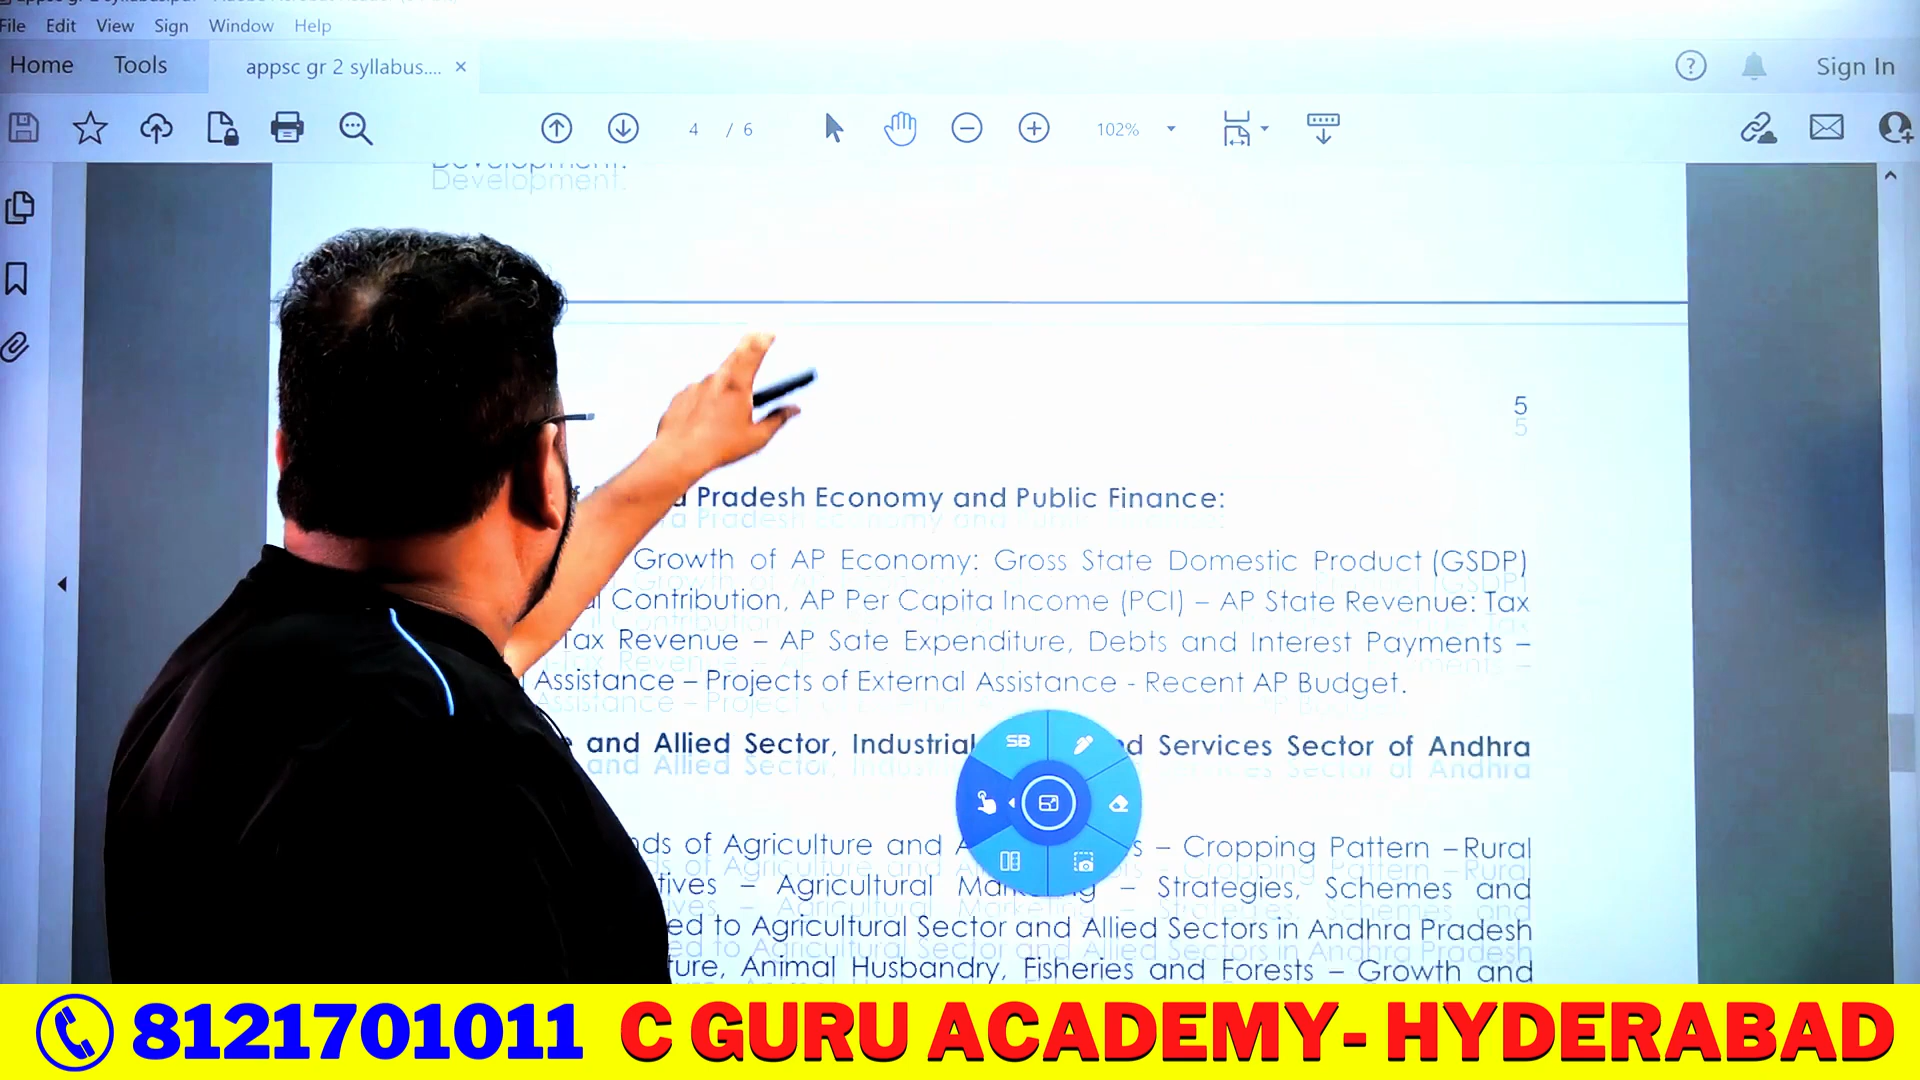 File Edit View Sign Window Help
Home Tools appsc gr 2 syllabus.... × ? Sign In
4 / 6 102%
Development:
5
Pradesh Economy and Public Finance:
Growth of AP Economy: Gross State Domestic Product (GSDP)
Contribution, AP Per Capita Income (PCI) – AP State Revenue: Tax
Tax Revenue – AP Sate Expenditure, Debts and Interest Payments –
Assistance – Projects of External Assistance - Recent AP Budget.
and Allied Sector, Industrial Services Sector of Andhra
SB
of Agriculture and – Cropping Pattern –Rural
– Agricultural – Strategies, Schemes and
to Agricultural Sector and Allied Sectors in Andhra Pradesh
Animal Husbandry, Fisheries and Forests – Growth and
8121701011 C GURU ACADEMY- HYDERABAD